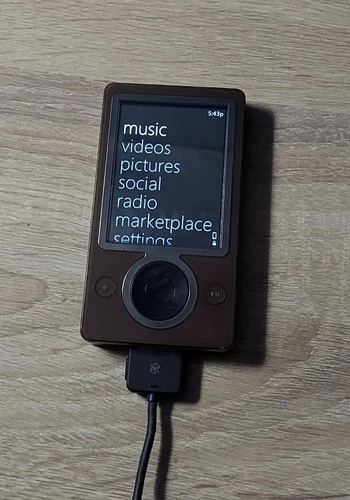 5:43p
music
videos
pictures
social
radio
marketplace
settings